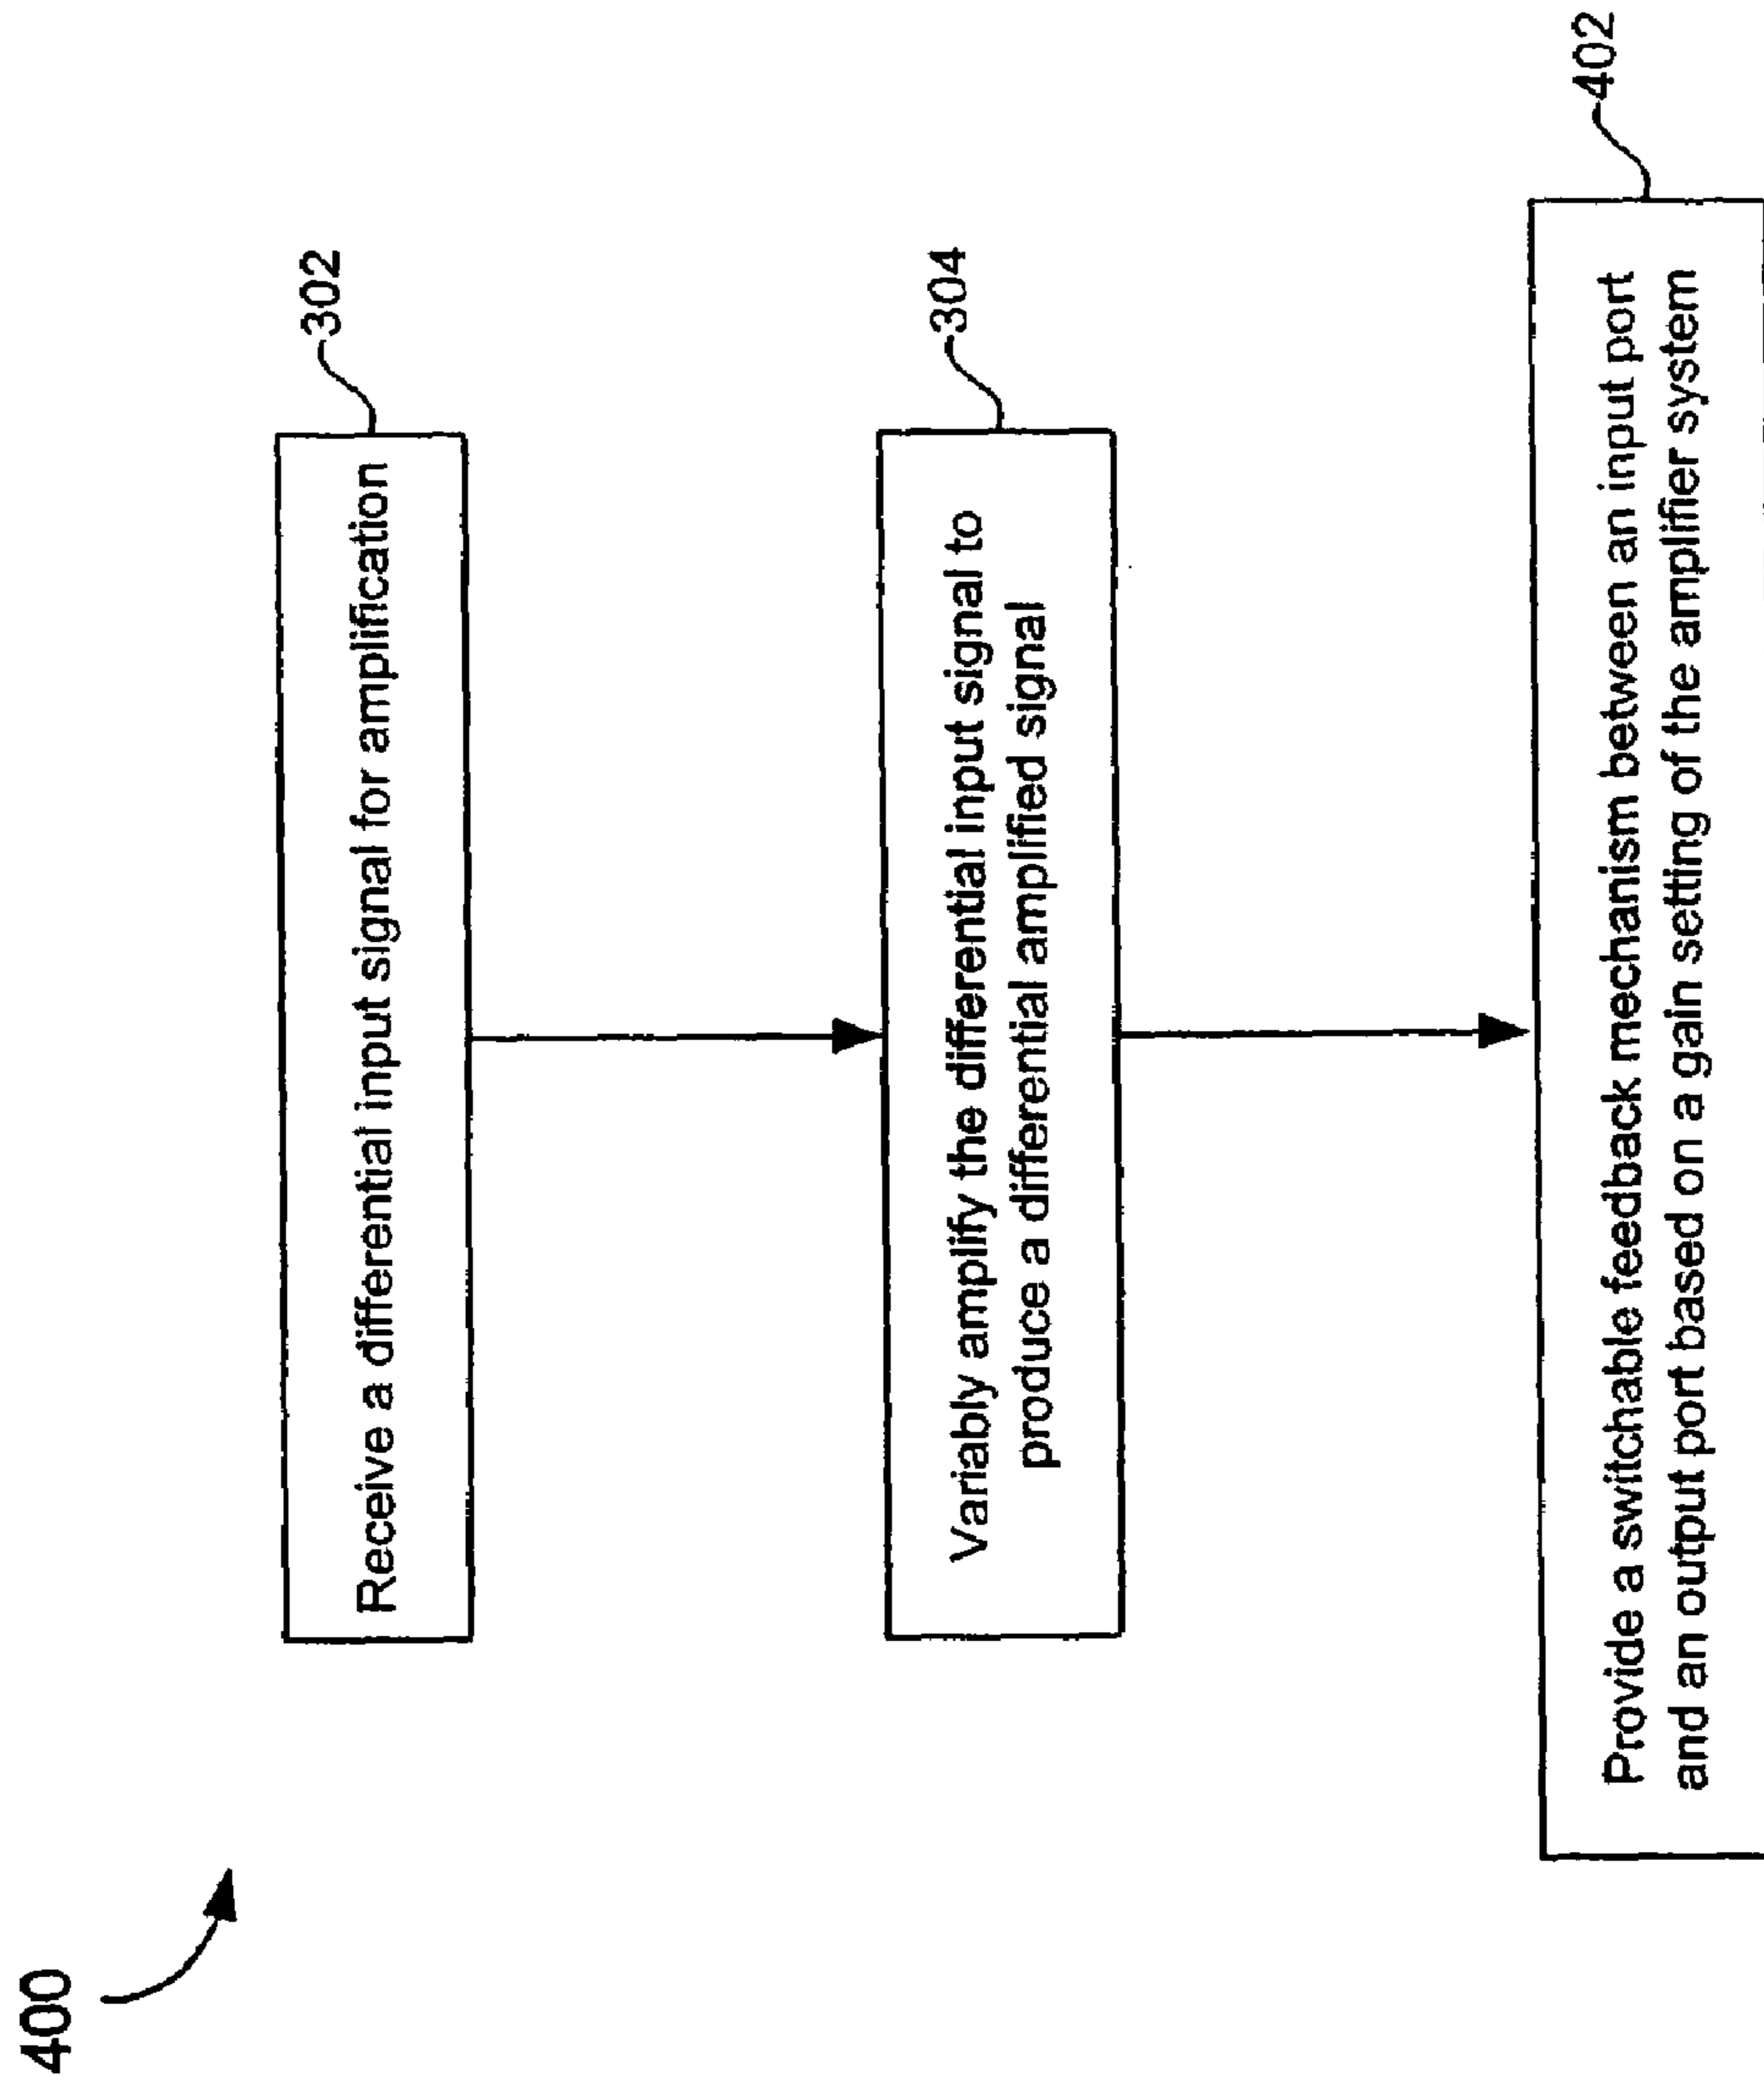 400
Receive a differential input signal for amplification
302
Variably amplify the differential input signal to
produce a differential amplified signal
304
Provide a switchable feedback mechanism between an input port
and an output port based on a gain setting of the amplifier system
402